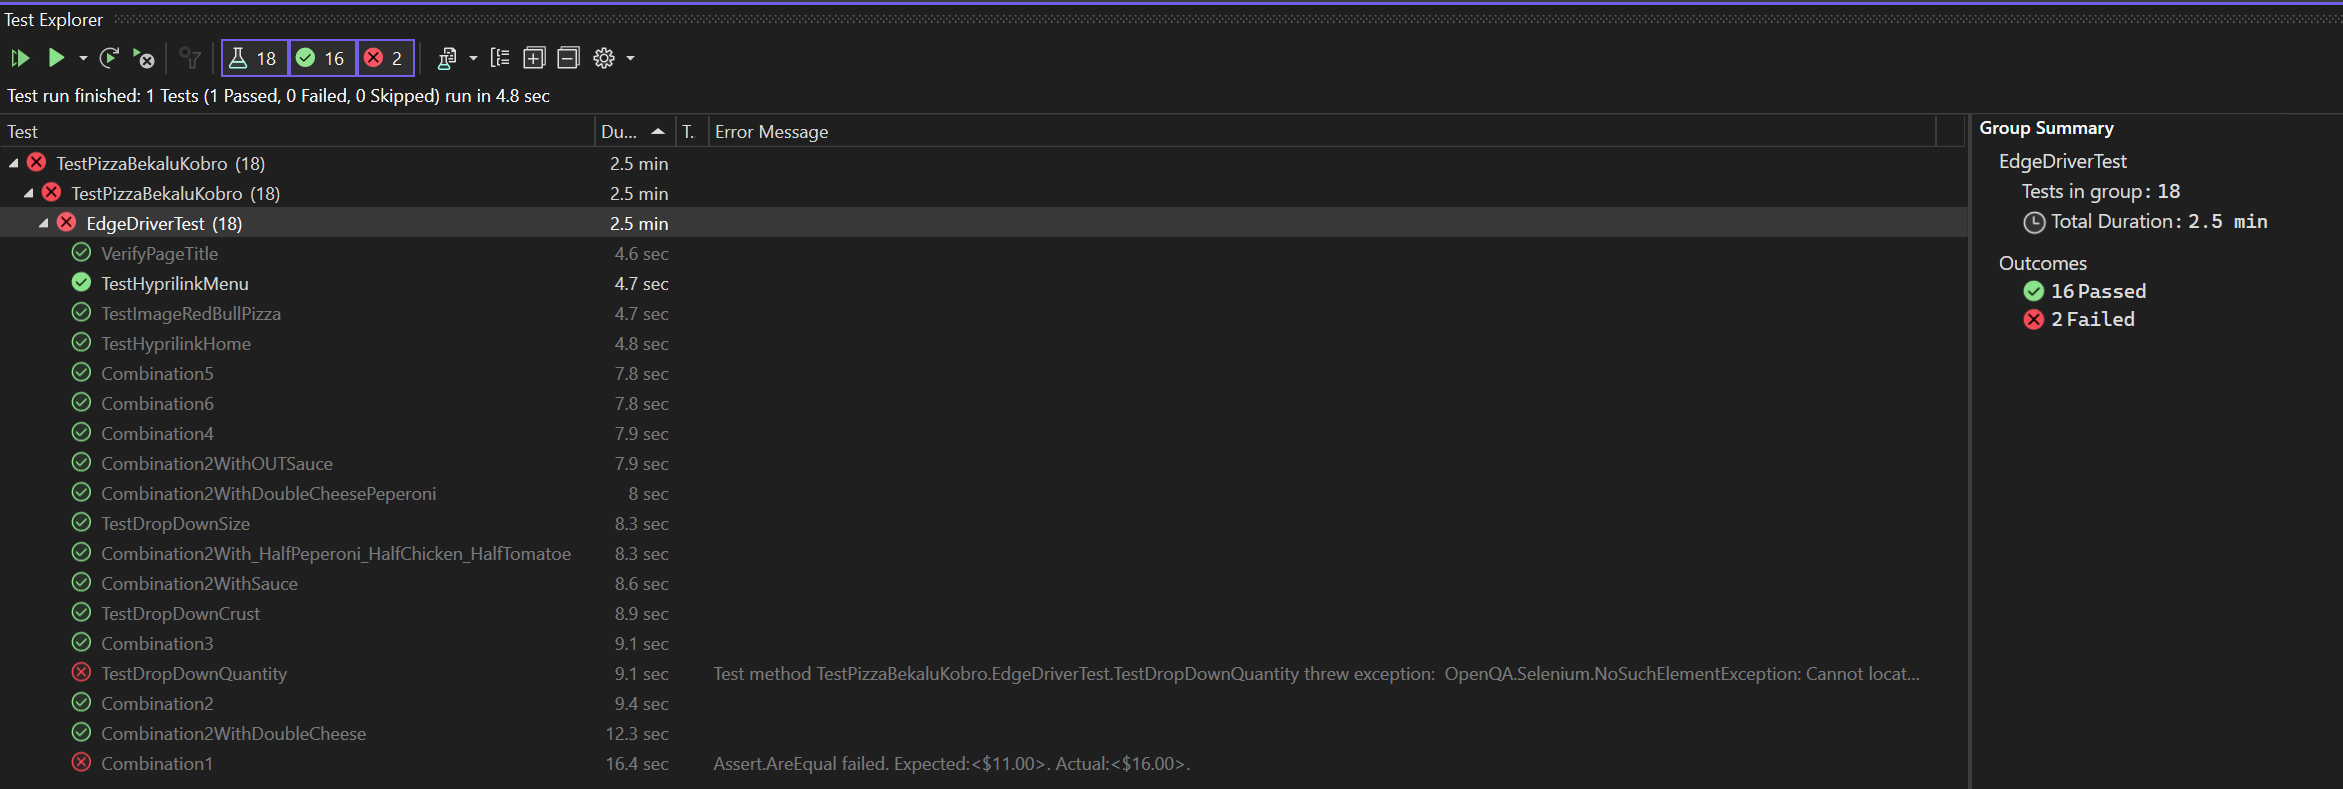 Test Explorer
18 16 2
Test run finished: 1 Tests (1 Passed, 0 Failed, 0 Skipped) run in 4.8 sec
Test Du... T. Error Message
TestPizzaBekaluKobro (18) 2.5 min
TestPizzaBekaluKobro (18) 2.5 min
EdgeDriverTest (18) 2.5 min
VerifyPageTitle 4.6 sec
TestHyprilinkMenu 4.7 sec
TestImageRedBullPizza 4.7 sec
TestHyprilinkHome 4.8 sec
Combination5 7.8 sec
Combination6 7.8 sec
Combination4 7.9 sec
Combination2WithOUTSauce 7.9 sec
Combination2WithDoubleCheesePeperoni 8 sec
TestDropDownSize 8.3 sec
Combination2With_HalfPeperoni_HalfChicken_HalfTomatoe 8.3 sec
Combination2WithSauce 8.6 sec
TestDropDownCrust 8.9 sec
Combination3 9.1 sec
TestDropDownQuantity 9.1 sec Test method TestPizzaBekaluKobro.EdgeDriverTest.TestDropDownQuantity threw exception: OpenQA.Selenium.NoSuchElementException: Cannot locat...
Combination2 9.4 sec
Combination2WithDoubleCheese 12.3 sec
Combination1 16.4 sec Assert.AreEqual failed. Expected:<$11.00>. Actual:<$16.00>.
Group Summary
EdgeDriverTest
Tests in group: 18
Total Duration: 2.5 min
Outcomes
16 Passed
2 Failed